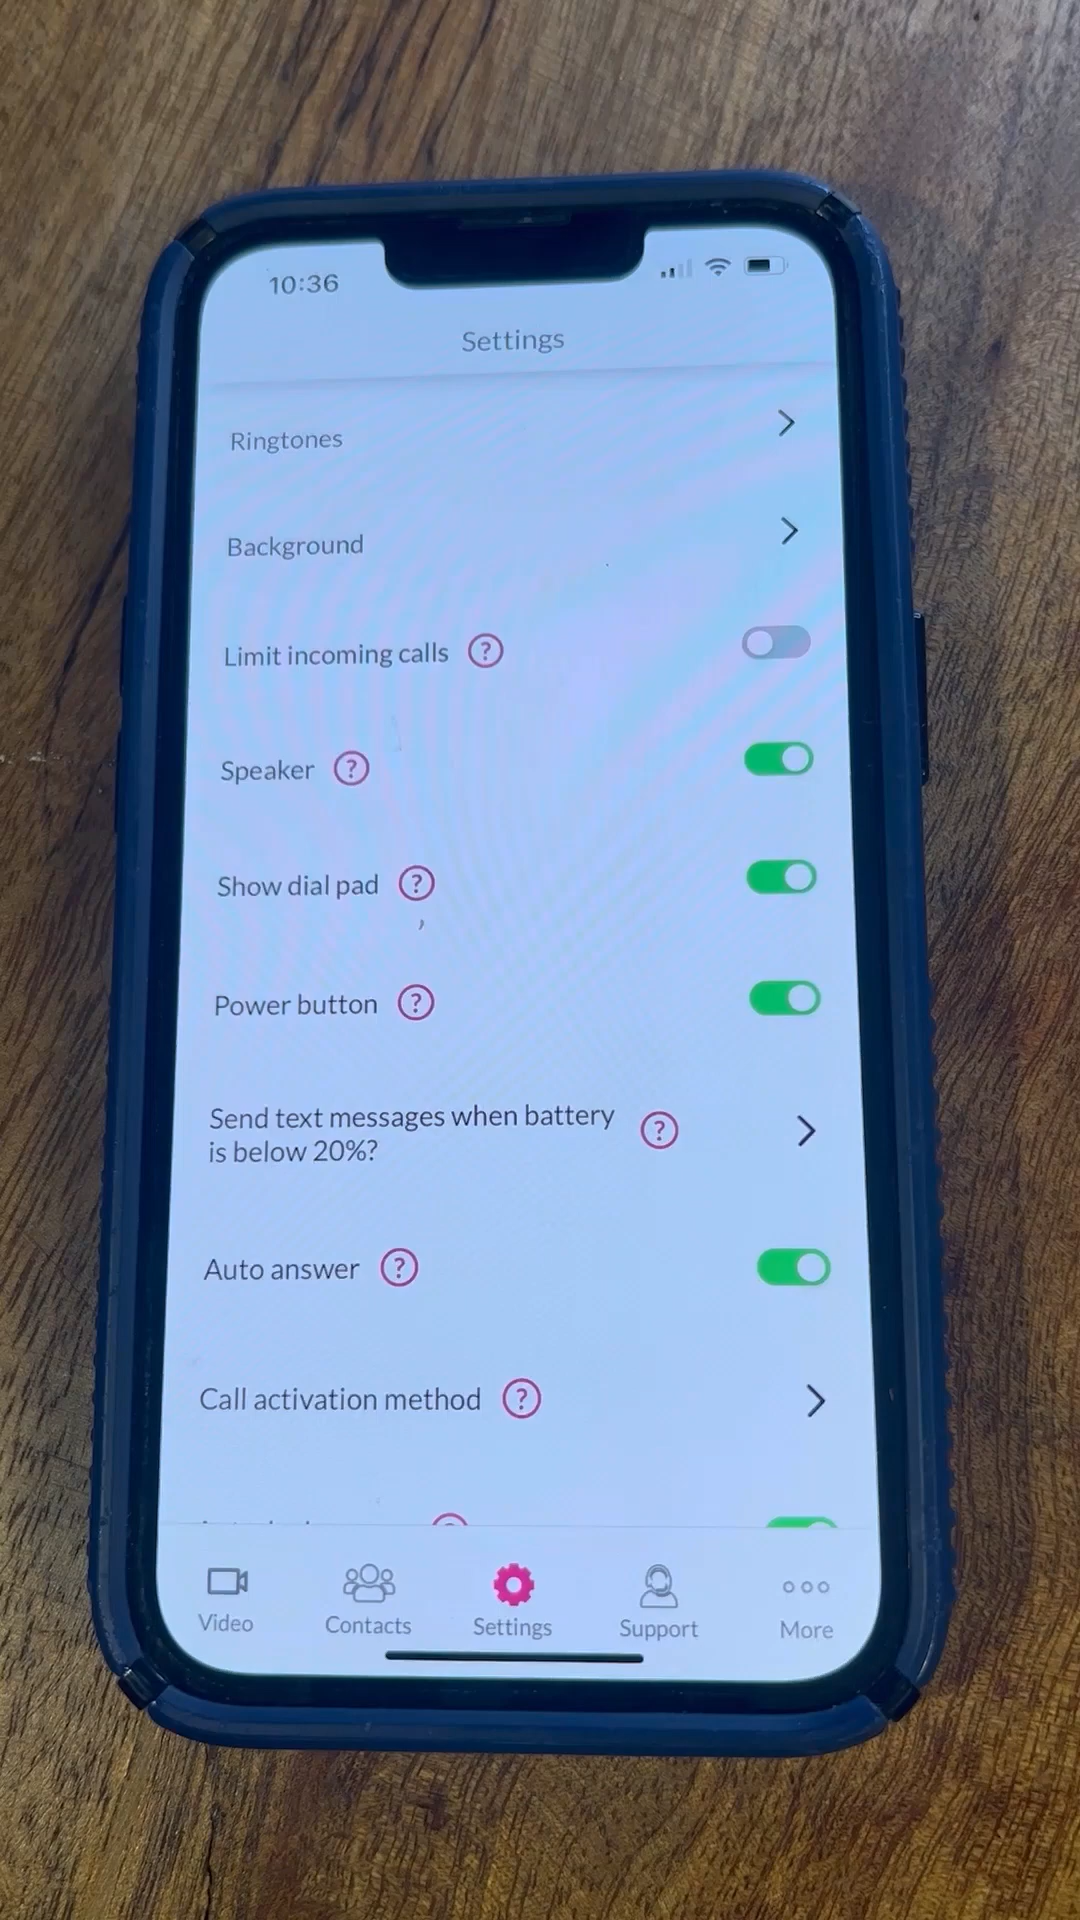 10:36
Settings
Ringtones
Background
Limit incoming calls ?
Speaker ?
Show dial pad ?
Power button ?
Send text messages when battery
is below 20%? ?
Auto answer ?
Call activation method ?
Video Contacts Settings Support More